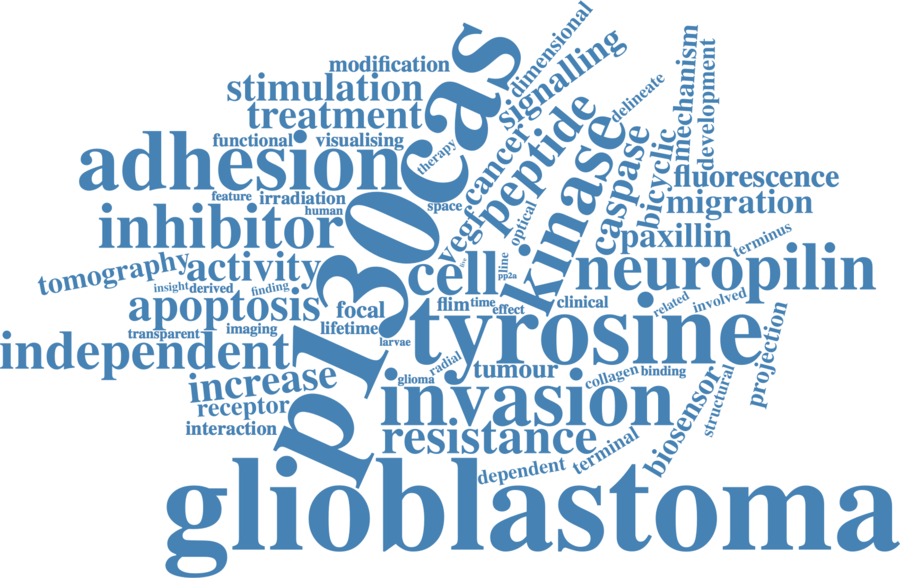 modification
stimulation
treatment
functional
visualising
adhesion
feature
irradiation
human
inhibitor
tomography
activity
insight
derived
finding
apoptosis
transparent
imaging
independent
increase
receptor
interaction
p130cas
therapy
space
focal
lifetime
larvae
dimensional
signalling
delineate
cancer
peptide
vegf
optical
kinase
caspase
bicyclic
mechanism
development
fluorescence
migration
paxillin
terminus
neuropilin
cell
line
pp2a
flim
time
effect
clinical
related
involved
tyrosine
projection
radial
glioma
tumour
collagen
binding
invasion
structural
biosensor
resistance
dependent
terminal
glioblastoma